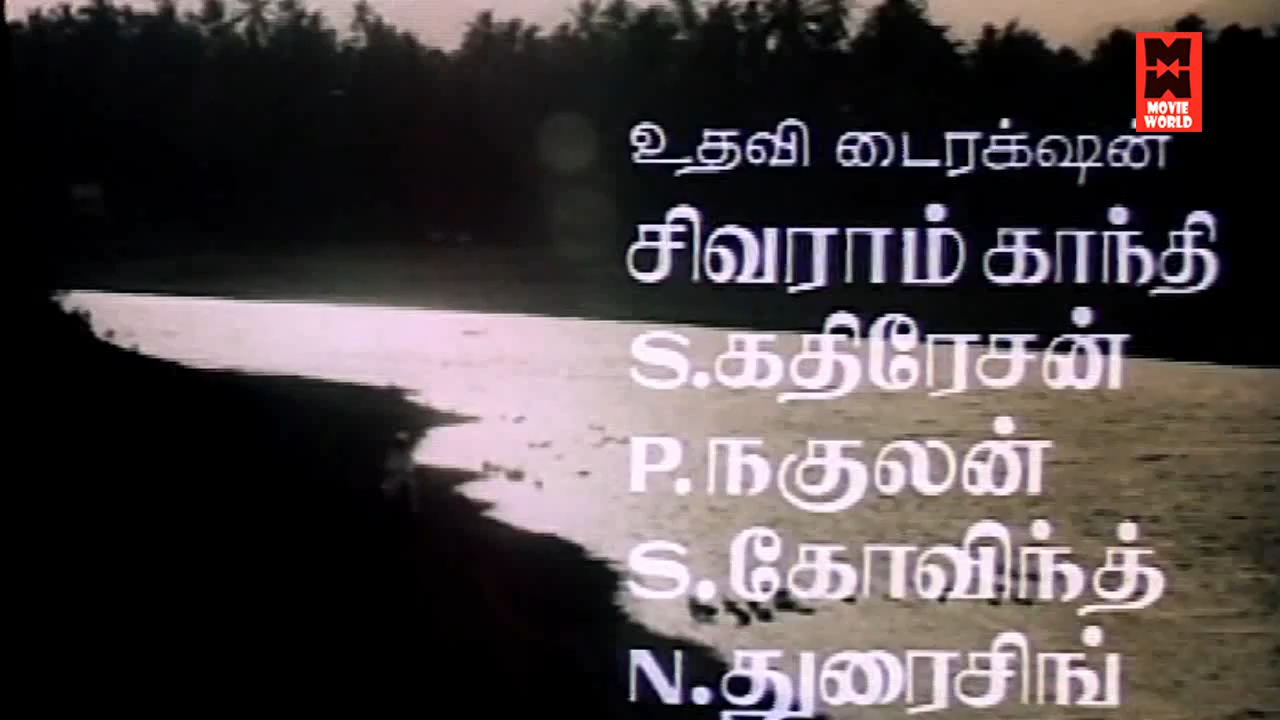 MOVIE
WORLD
உதவி டைரக்ஷன்
சிவராம் காந்தி
S.கதிரேசன்
P.நகுலன்
S.கோவிந்த்
N.துரைசிங்